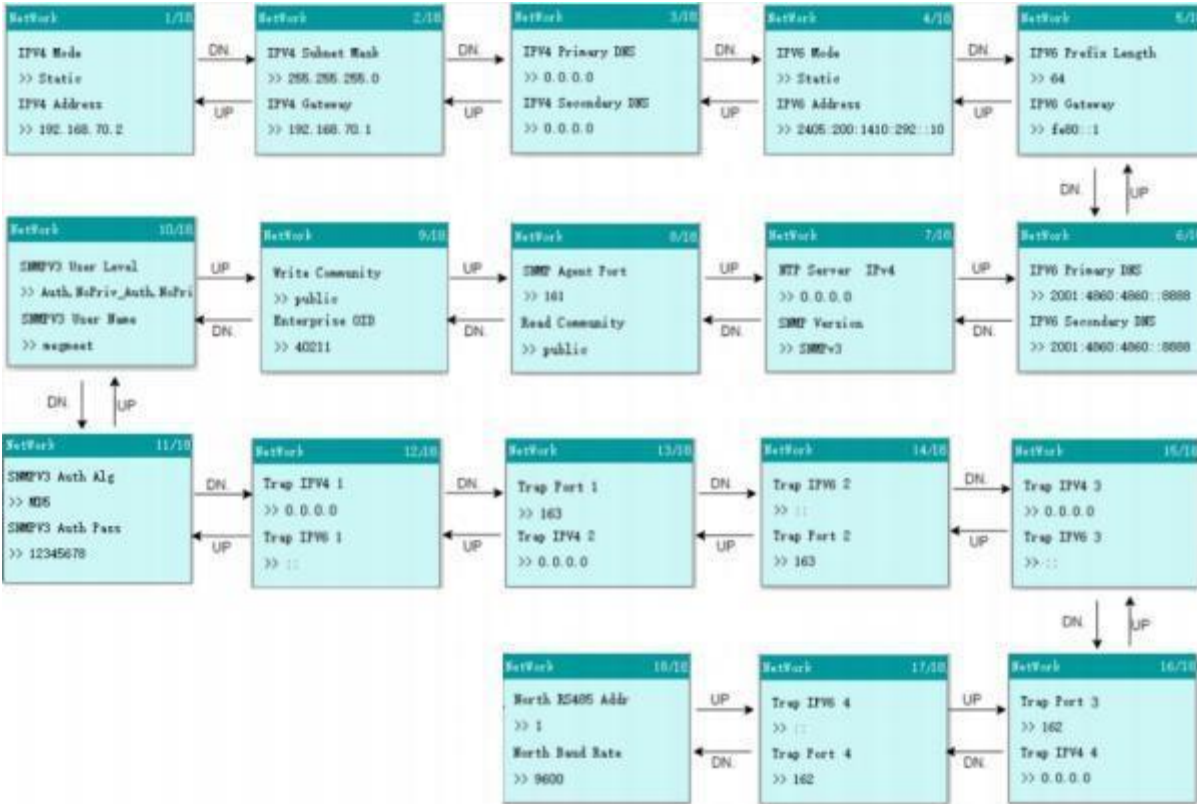 NetWork 1/18
IPV4 Mode
>> Static
IPV4 Address
>> 192.168.70.2
DN.
UP
NetWork 2/18
IPV4 Subnet Mask
>> 255.255.255.0
IPV4 Gateway
>> 192.168.70.1
DN.
UP
NetWork 3/18
IPV4 Primary DNS
>> 0.0.0.0
IPV4 Secondary DNS
>> 0.0.0.0
DN.
UP
NetWork 4/18
IPV6 Mode
>> Static
IPV6 Address
>> 2405:200:1410:292::10
DN.
UP
NetWork 5/1
IPV6 Prefix Length
>> 64
IPV6 Gateway
>> fe80::1
DN.
UP
NetWork 10/18
SNMPV3 User Level
>> Auth.NoPriv_Auth.NoPri
SNMPV3 User Name
>> megmeet
UP
DN.
NetWork 9/18
Write Community
>> public
Enterprise OID
>> 40211
UP
DN.
NetWork 8/18
SNMP Agent Port
>> 161
Read Community
>> public
UP
DN.
NetWork 7/18
NTP Server IPv4
>> 0.0.0.0
SNMP Version
>> SNMPv3
UP
DN.
NetWork 6/1
IPV6 Primary DNS
>> 2001:4860:4860::8888
IPV6 Secondary DNS
>> 2001:4860:4860::8888
DN.
UP
NetWork 11/18
SNMPV3 Auth Alg
>> MD5
SNMPV3 Auth Pass
>> 12345678
DN.
UP
NetWork 12/18
Trap IPV4 1
>> 0.0.0.0
Trap IPV6 1
>> ::
DN.
UP
NetWork 13/18
Trap Port 1
>> 163
Trap IPV4 2
>> 0.0.0.0
DN.
UP
NetWork 14/18
Trap IPV6 2
>> ::
Trap Port 2
>> 163
DN.
UP
NetWork 15/18
Trap IPV4 3
>> 0.0.0.0
Trap IPV6 3
>> ::
DN.
UP
NetWork 18/18
North RS485 Addr
>> 1
North Baud Rate
>> 9600
UP
DN.
NetWork 17/18
Trap IPV6 4
>> ::
Trap Port 4
>> 162
UP
DN.
NetWork 16/18
Trap Port 3
>> 162
Trap IPV4 4
>> 0.0.0.0